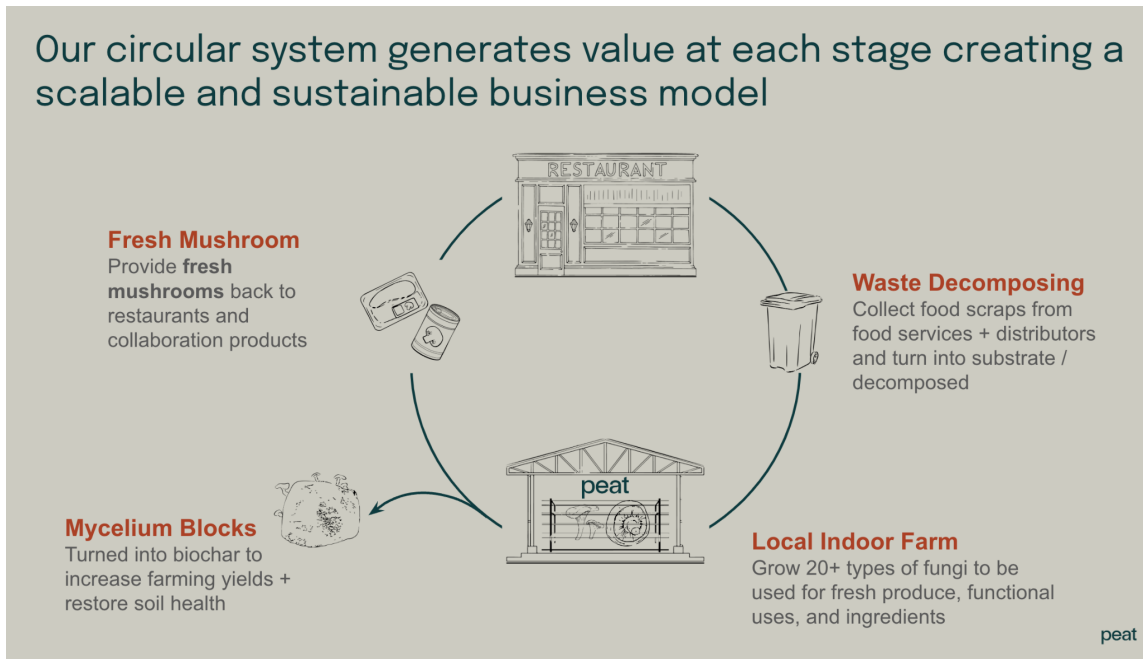 Our circular system generates value at each stage creating a
scalable and sustainable business model
RESTAURANT
Fresh Mushroom
Provide fresh
mushrooms back to
restaurants and
collaboration products
Waste Decomposing
Collect food scraps from
food services + distributors
and turn into substrate /
decomposed
peat
Mycelium Blocks
Turned into biochar to
increase farming yields +
restore soil health
Local Indoor Farm
Grow 20+ types of fungi to be
used for fresh produce, functional
uses, and ingredients
peat